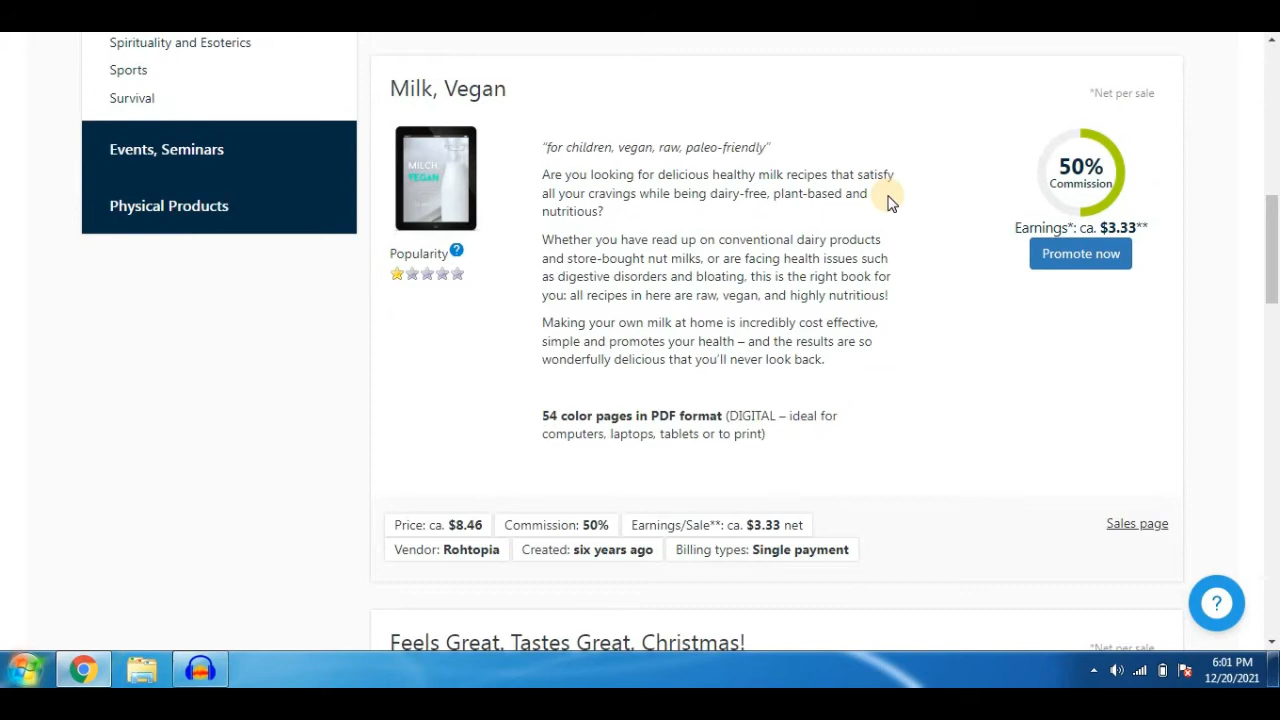 Spirituality and Esoterics
Sports
Survival
Events, Seminars
Physical Products
Milk, Vegan
*Net per sale
MILCH,
VEGAN
"for children, vegan, raw, paleo-friendly"
Are you looking for delicious healthy milk recipes that satisfy
all your cravings while being dairy-free, plant-based and
nutritious?
50%
Commission
Earnings*: ca. $3.33**
Promote now
Popularity ?
Whether you have read up on conventional dairy products
and store-bought nut milks, or are facing health issues such
as digestive disorders and bloating, this is the right book for
you: all recipes in here are raw, vegan, and highly nutritious!
Making your own milk at home is incredibly cost effective,
simple and promotes your health – and the results are so
wonderfully delicious that you'll never look back.
54 color pages in PDF format (DIGITAL – ideal for
computers, laptops, tablets or to print)
Price: ca. $8.46 Commission: 50% Earnings/Sale**: ca. $3.33 net
Sales page
Vendor: Rohtopia Created: six years ago Billing types: Single payment
?
Feels Great, Tastes Great, Christmas!
*Net per sale
6:01 PM
12/20/2021